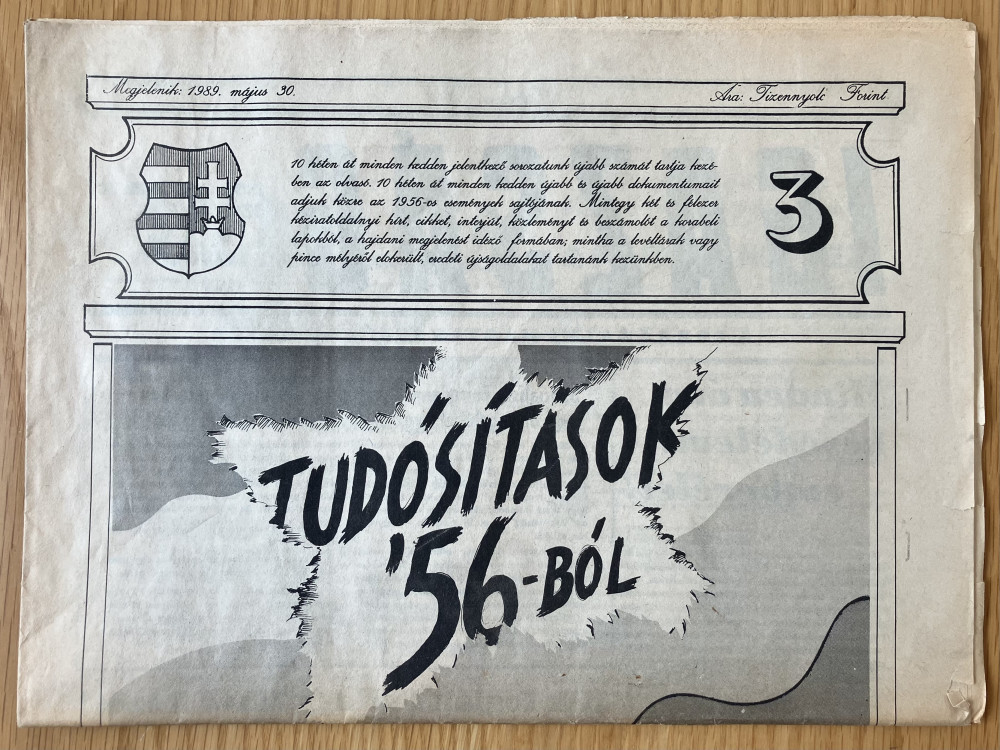 Megjelenik: 1989. május 30.
Ára: Tizennyolc Forint
10 héten át minden kedden jelentkező sorozatunk újabb számát tartja kezé-
ben az olvasó. 10 héten át minden kedden újabb és újabb dokumentumait
adjuk közre az 1956-os események sajtójának. Mintegy két és félezer
kéziratoldalnyi hírt, cikket, interjút, közleményt és beszámolót a korabeli
lapokból, a hajdani megjelenést idéző formában; mintha a levéltárak vagy
pince mélyéről előkerült, eredeti újságoldalakat tartanánk kezünkben.
3
TUDÓSÍTÁSOK
'56-BÓL